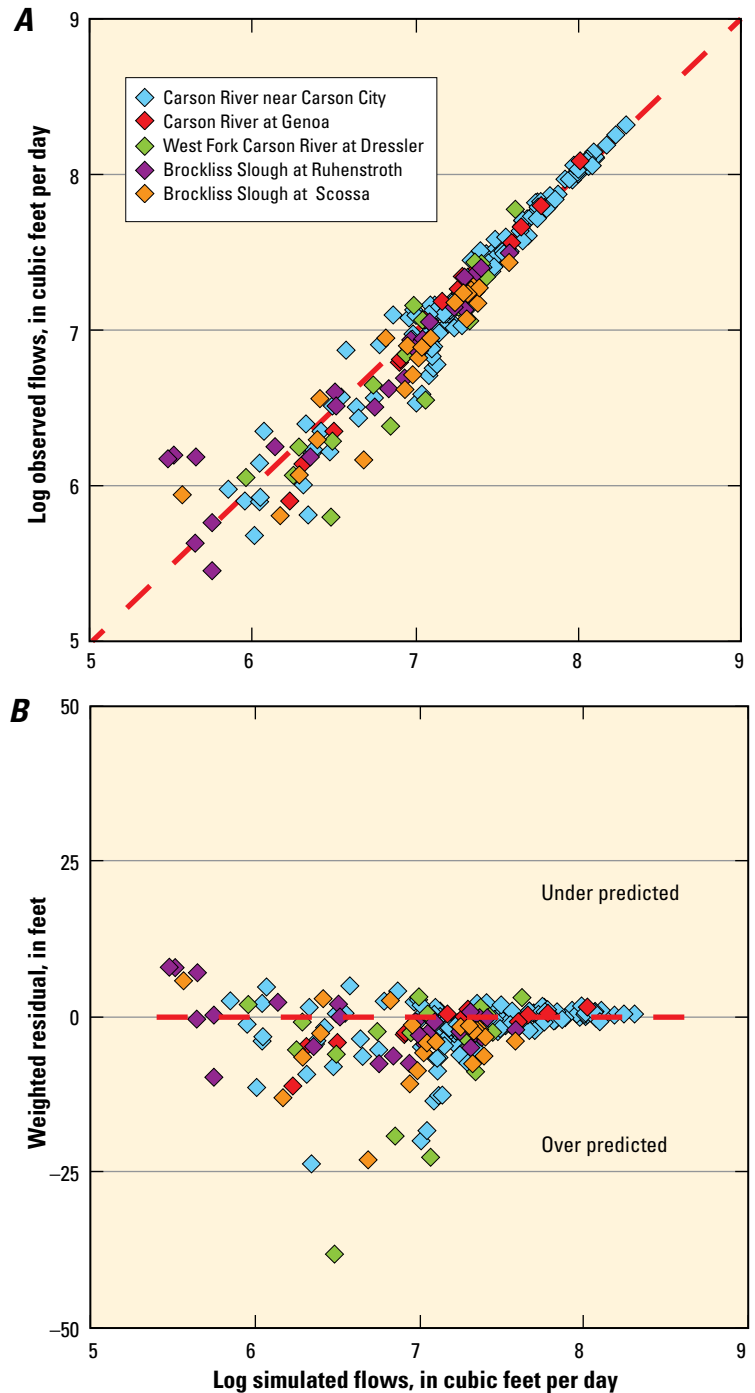 A
9
8
7
6
5
Log observed flows, in cubic feet per day
Carson River near Carson City
Carson River at Genoa
West Fork Carson River at Dressler
Brockliss Slough at Ruhenstroth
Brockliss Slough at Scossa
5 6 7 8 9
B
50
25
0
−25
−50
Weighted residual, in feet
Under predicted
Over predicted
5 6 7 8 9
Log simulated flows, in cubic feet per day